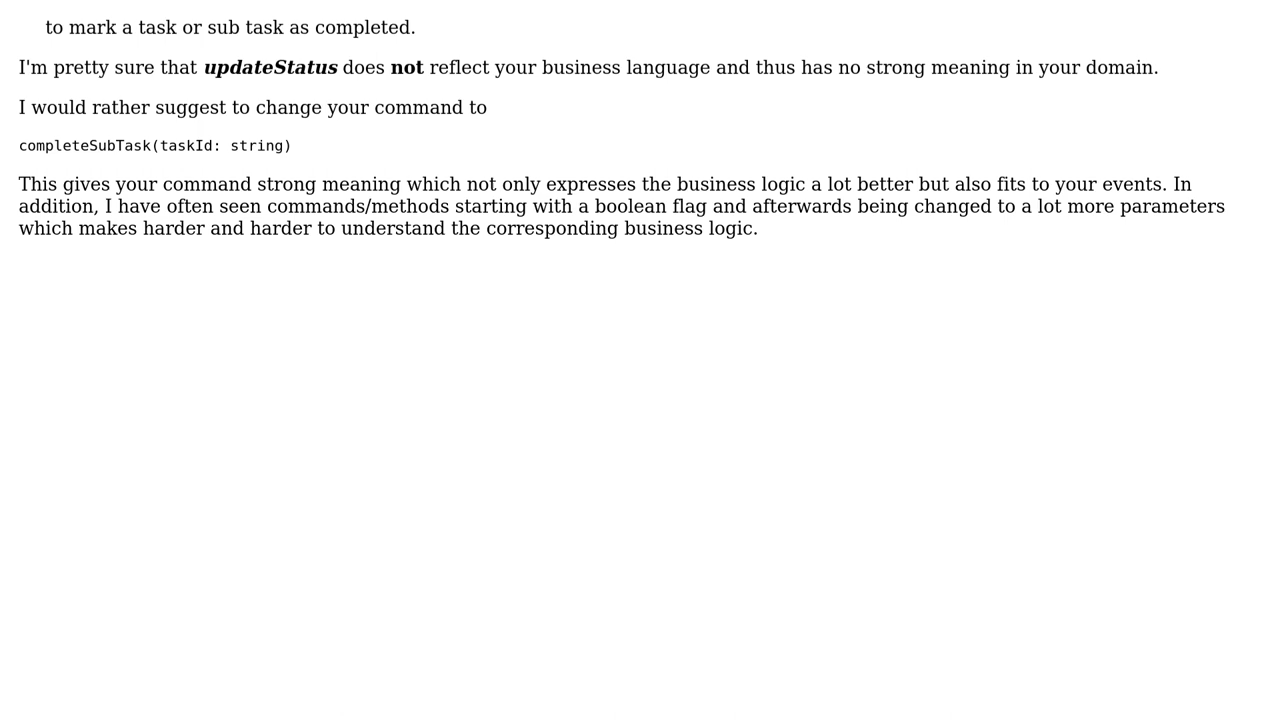 to mark a task or sub task as completed.
I'm pretty sure that updateStatus does not reflect your business language and thus has no strong meaning in your domain.
I would rather suggest to change your command to
completeSubTask(taskId: string)
This gives your command strong meaning which not only expresses the business logic a lot better but also fits to your events. In
addition, I have often seen commands/methods starting with a boolean flag and afterwards being changed to a lot more parameters
which makes harder and harder to understand the corresponding business logic.